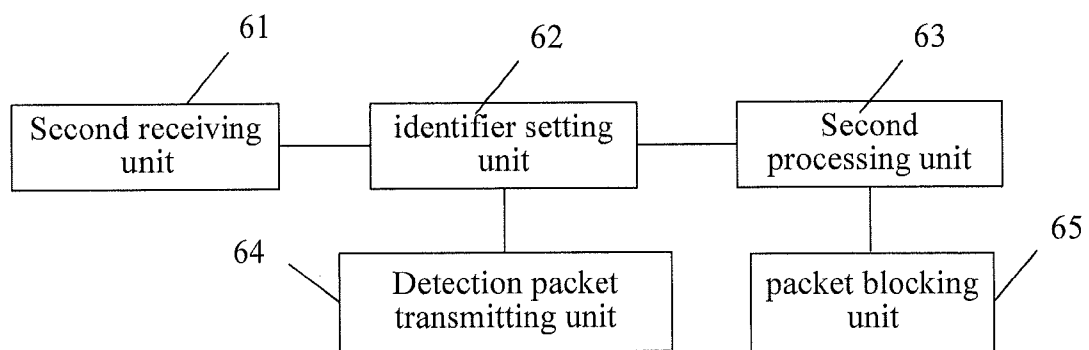 61
62
63
Second receiving
unit
identifier setting
unit
Second
processing unit
64
65
Detection packet
transmitting unit
packet blocking
unit